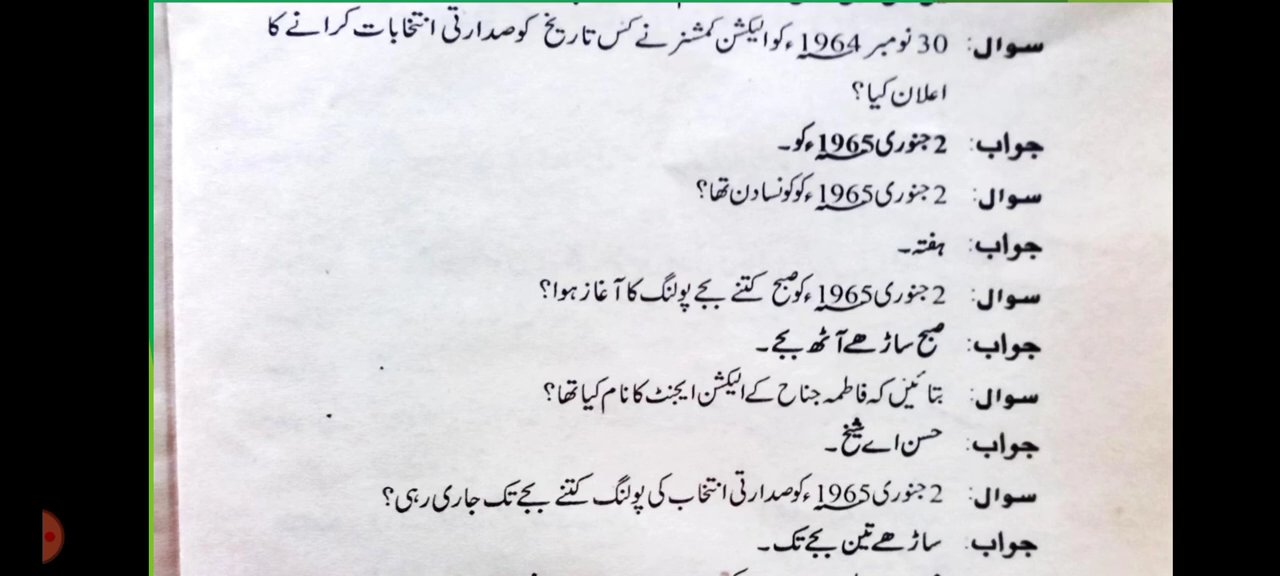 سوال: 30 نومبر 1964ء کو الیکشن کمشنر نے کس تاریخ کو صدارتی انتخابات کرانے کا
اعلان کیا؟
جواب: 2 جنوری 1965ء کو۔
سوال: 2 جنوری 1965ء کو کونسا دن تھا؟
جواب: ہفتہ۔
سوال: 2 جنوری 1965ء کو صبح کتنے بجے پولنگ کا آغاز ہوا؟
جواب: صبح ساڑھے آٹھ بجے۔
سوال: بتائیں کہ فاطمہ جناح کے الیکشن ایجنٹ کا نام کیا تھا؟
جواب: حسن اے شیخ۔
سوال: 2 جنوری 1965ء کو صدارتی انتخاب کی پولنگ کتنے بجے تک جاری رہی؟
جواب: ساڑھے تین بجے تک۔